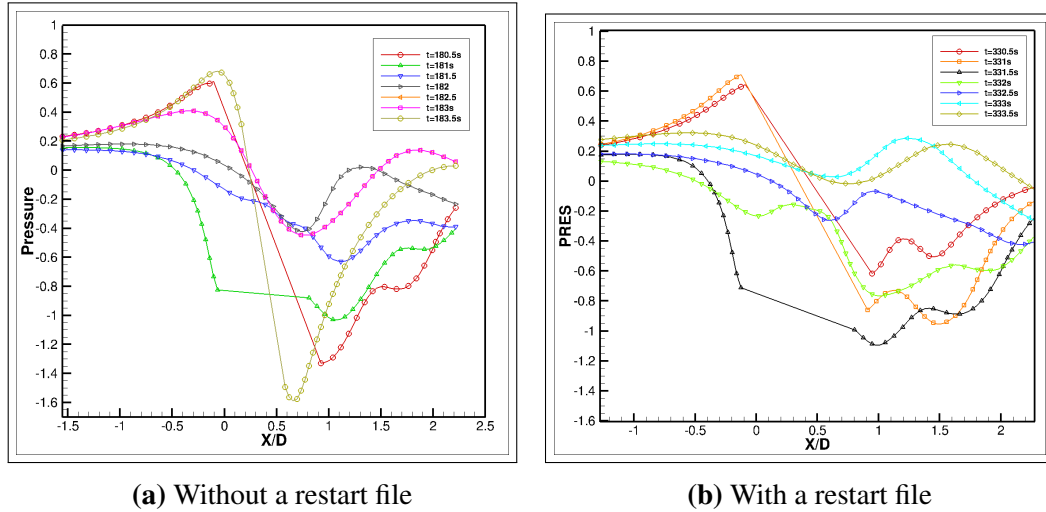 1
0.8
0.6
0.4
0.2
0
-0.2
-0.4
-0.6
-0.8
-1
-1.2
-1.4
-1.6
Pressure
-1.5
-1
-0.5
0
0.5
1
1.5
2
2.5
X/D
t=180.5s
t=181s
t=181.5
t=182
t=182.5
t=183s
t=183.5s
(a) Without a restart file
1
0.8
0.6
0.4
0.2
0
-0.2
-0.4
-0.6
-0.8
-1
-1.2
-1.4
-1.6
PRES
-1
-0.5
0
0.5
1
1.5
2
X/D
t=330.5s
t=331s
t=331.5s
t=332s
t=332.5s
t=333s
t=333.5s
(b) With a restart file